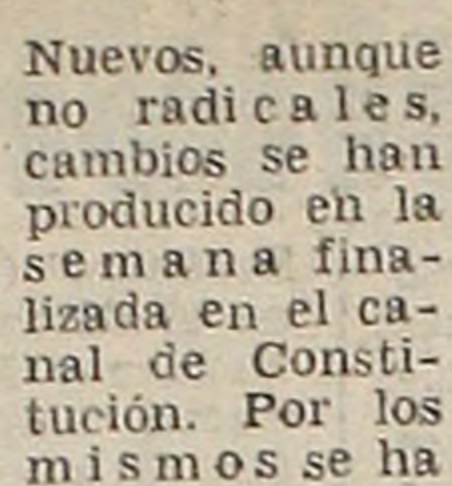 Nuevos, aunque
no radicales,
cambios se han
producido en la
semana fina-
lizada en el ca-
nal de Consti-
tución. Por los
mismos se ha